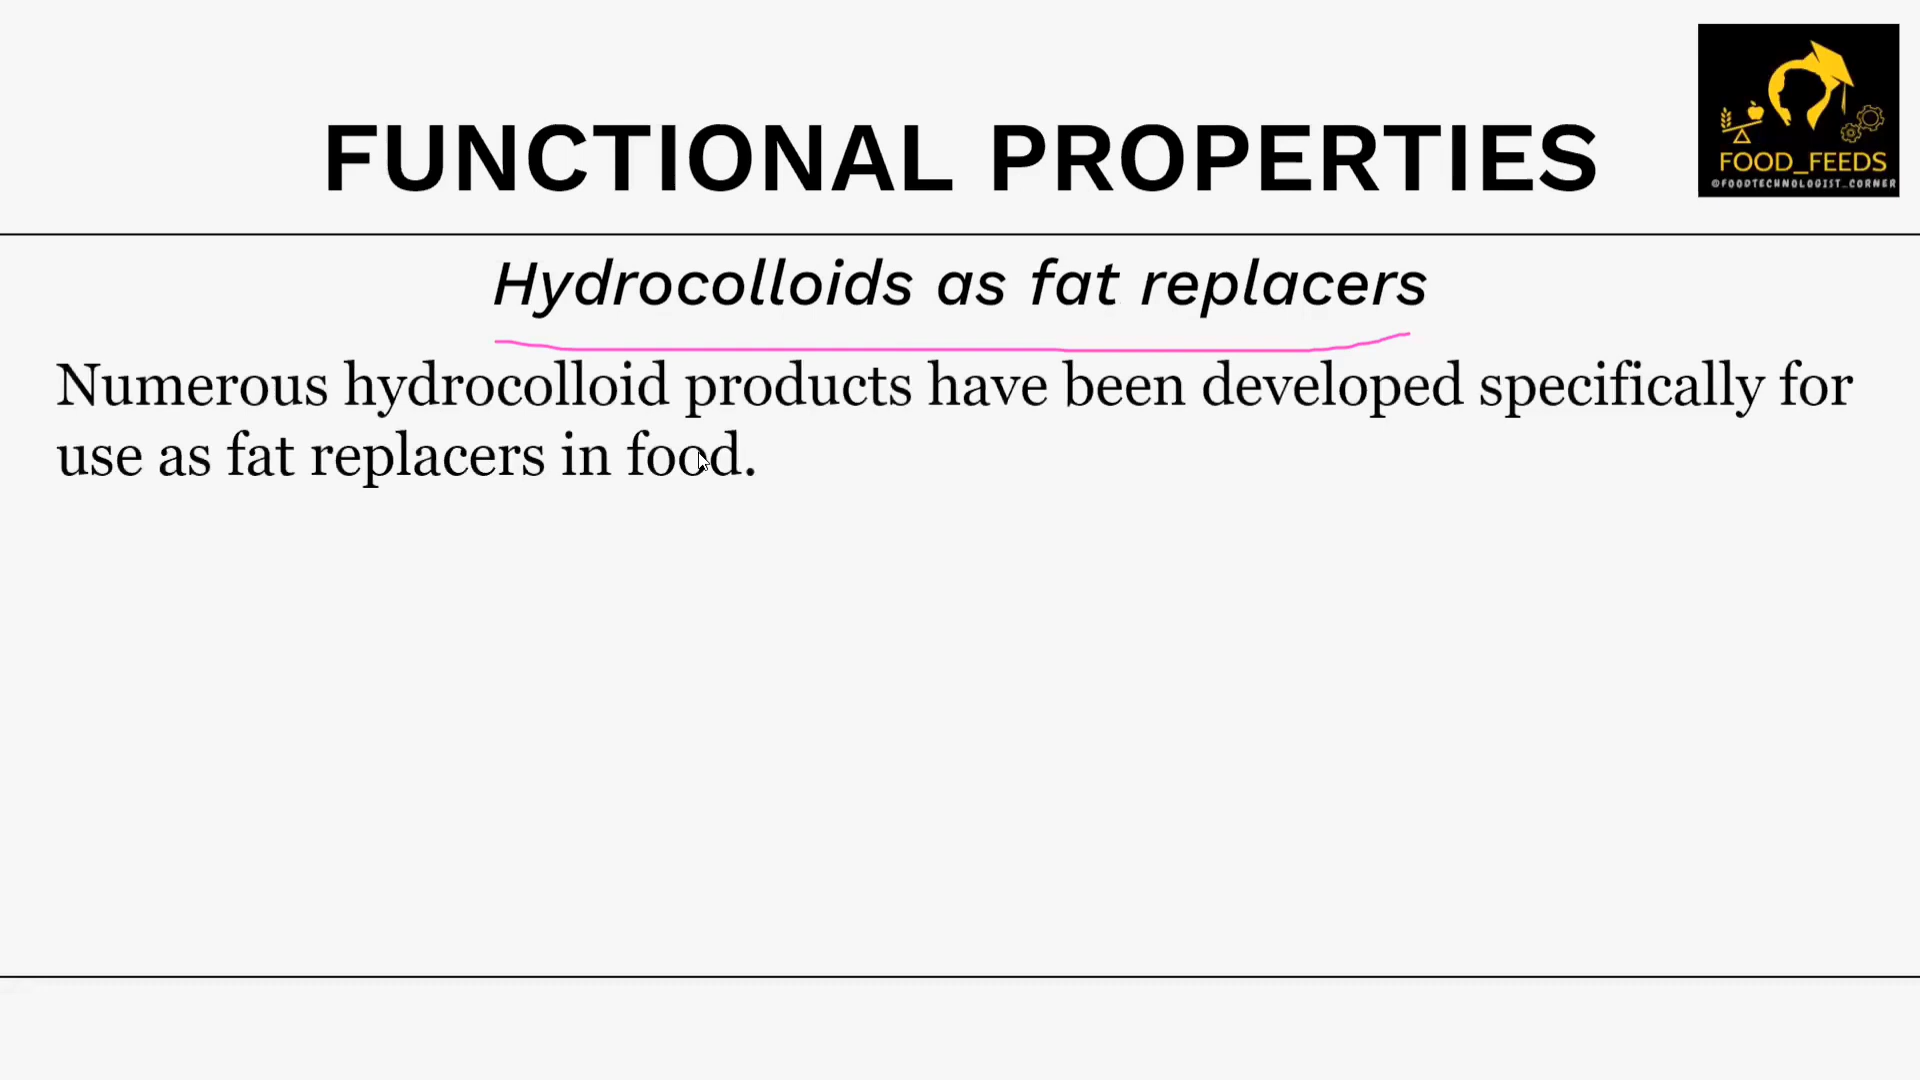 FUNCTIONAL PROPERTIES
FOOD_FEEDS
@FOODTECHNOLOGIST_CORNER
Hydrocolloids as fat replacers
Numerous hydrocolloid products have been developed specifically for
use as fat replacers in food.